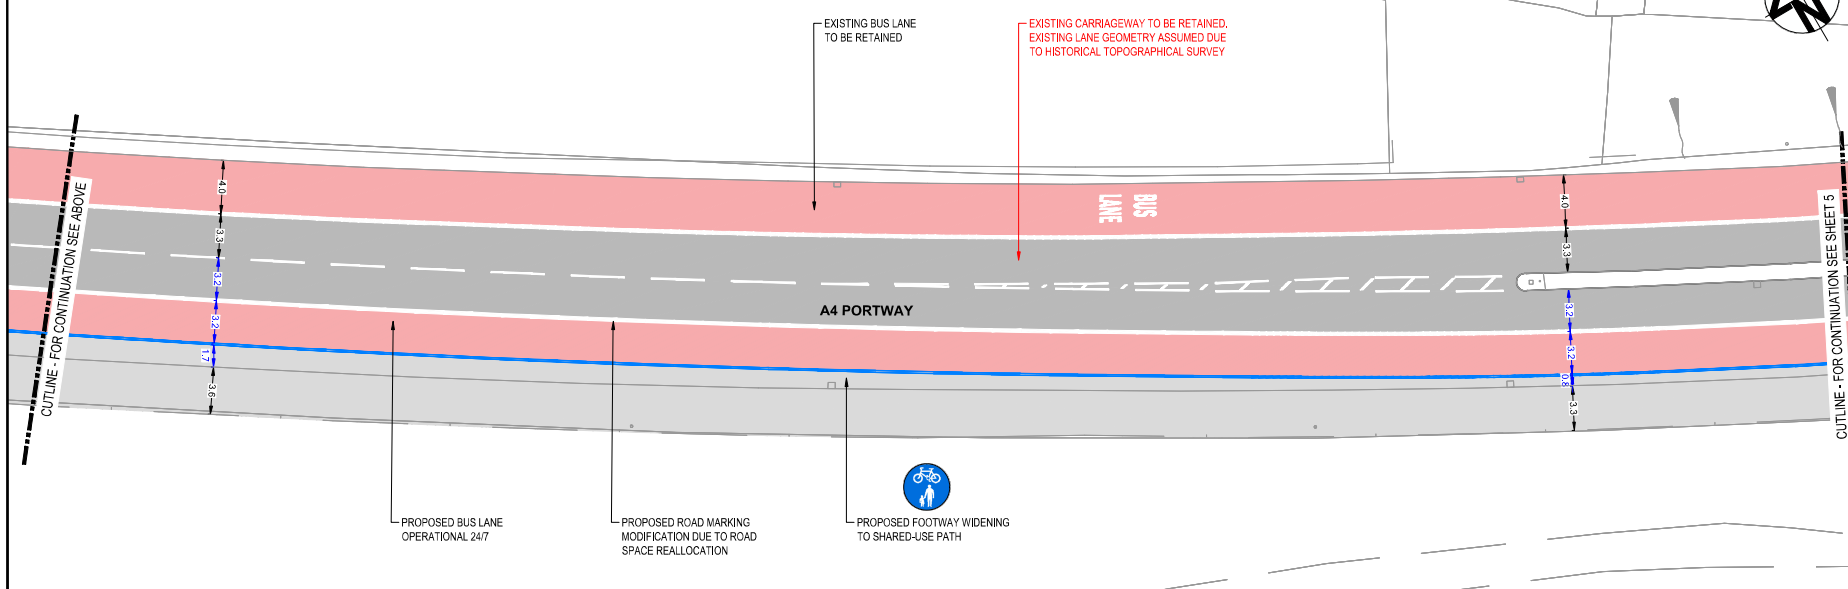 EXISTING BUS LANE
TO BE RETAINED
EXISTING CARRIAGEWAY TO BE RETAINED.
EXISTING LANE GEOMETRY ASSUMED DUE
TO HISTORICAL TOPOGRAPHICAL SURVEY
N
CUTLINE - FOR CONTINUATION SEE ABOVE
4.0
3.3
3.2
3.2
1.7
3.6
BUS
LANE
A4 PORTWAY
4.0
3.3
3.2
3.2
0.8
3.3
CUTLINE - FOR CONTINUATION SEE SHEET 5
PROPOSED BUS LANE
OPERATIONAL 24/7
PROPOSED ROAD MARKING
MODIFICATION DUE TO ROAD
SPACE REALLOCATION
PROPOSED FOOTWAY WIDENING
TO SHARED-USE PATH